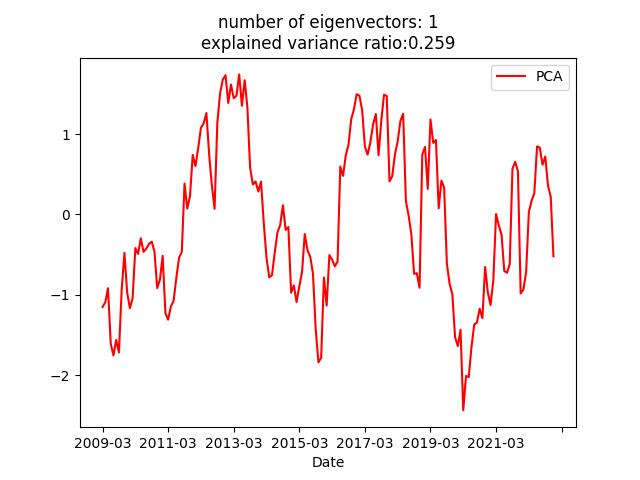 number of eigenvectors: 1
explained variance ratio:0.259
PCA
1
0
−1
−2
2009-03 2011-03 2013-03 2015-03 2017-03 2019-03 2021-03
Date